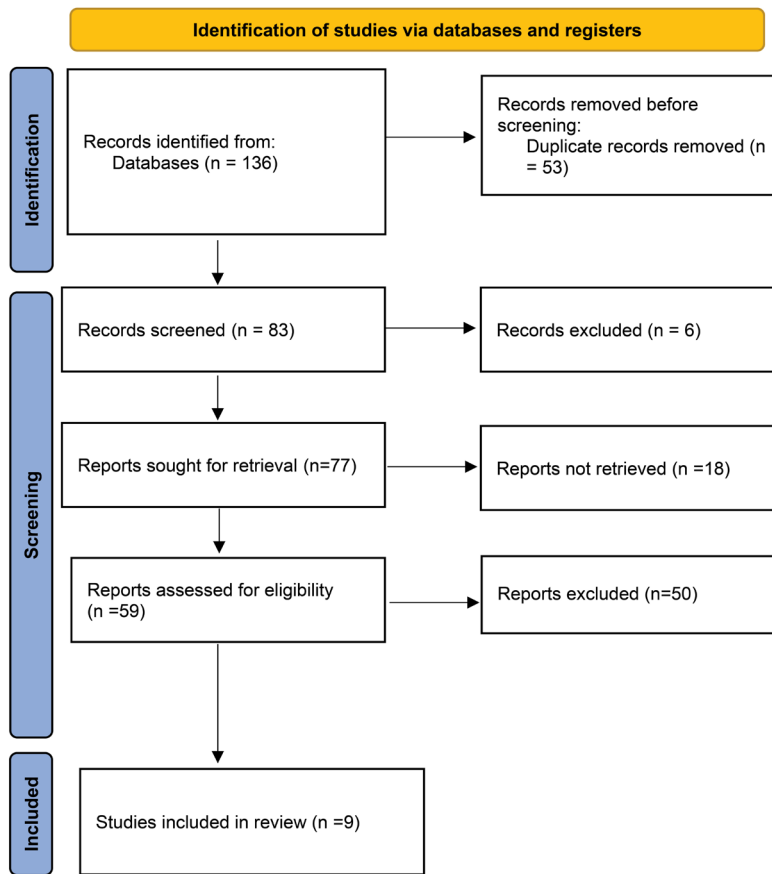 Identification of studies via databases and registers
Identification
Records identified from:
Databases (n = 136)
Records removed before
screening:
Duplicate records removed (n
= 53)
Screening
Records screened (n = 83)
Records excluded (n = 6)
Reports sought for retrieval (n=77)
Reports not retrieved (n =18)
Reports assessed for eligibility
(n =59)
Reports excluded (n=50)
Included
Studies included in review (n =9)